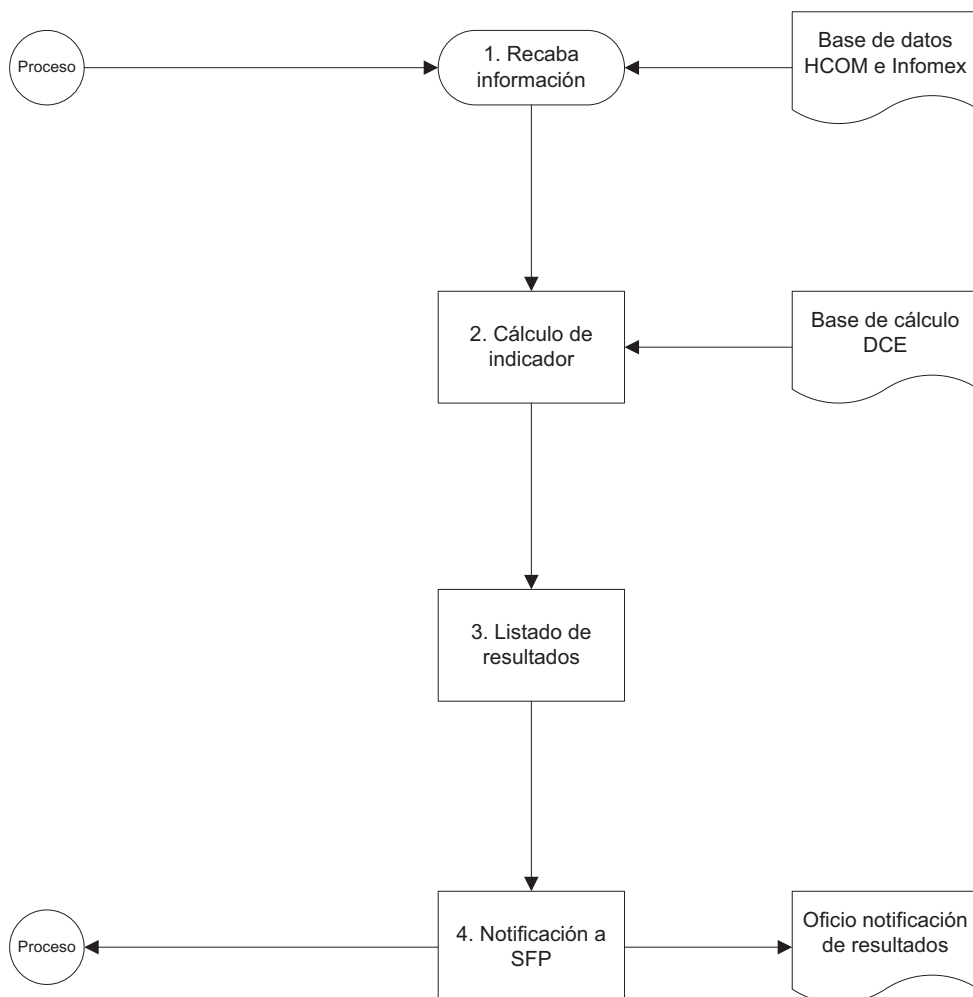 Proceso
1. Recaba
información
Base de datos
HCOM e Infomex
2. Cálculo de
indicador
Base de cálculo
DCE
3. Listado de
resultados
Proceso
4. Notificación a
SFP
Oficio notificación
de resultados